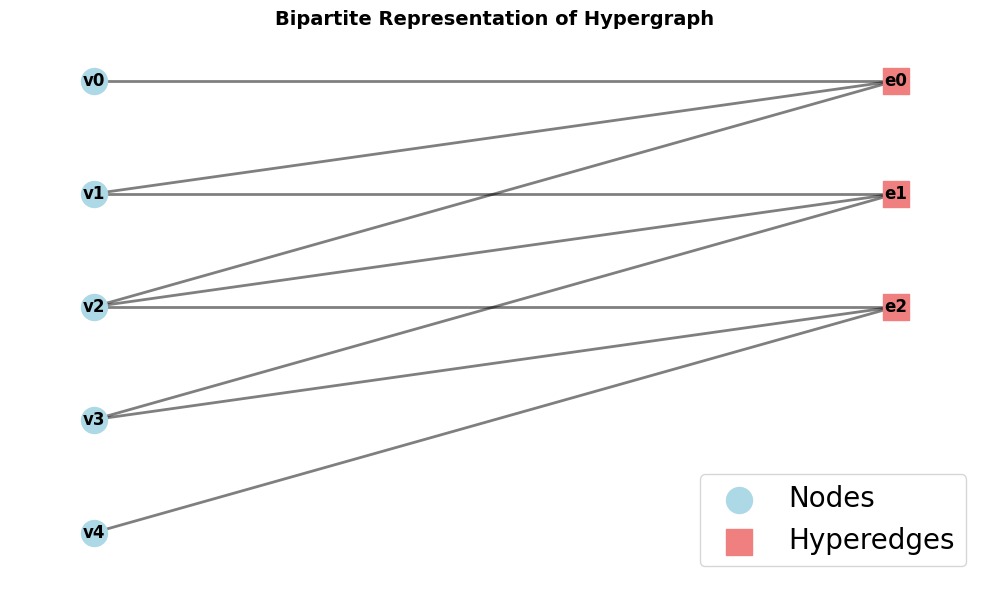 Bipartite Representation of Hypergraph
v0
e0
v1
e1
v2
e2
v3
v4
Nodes
Hyperedges